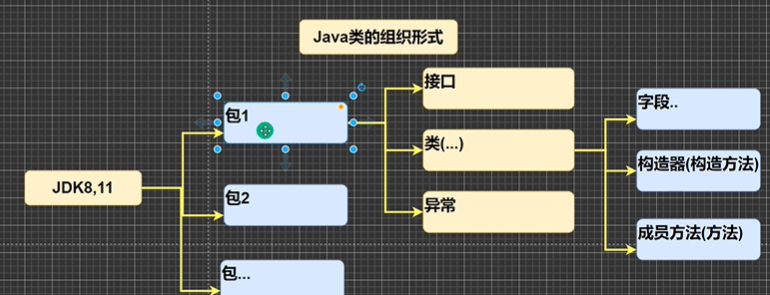 Java类的组织形式
接口
包1
字段..
类(...)
构造器(构造方法)
JDK8,11
包2
异常
成员方法(方法)
包...